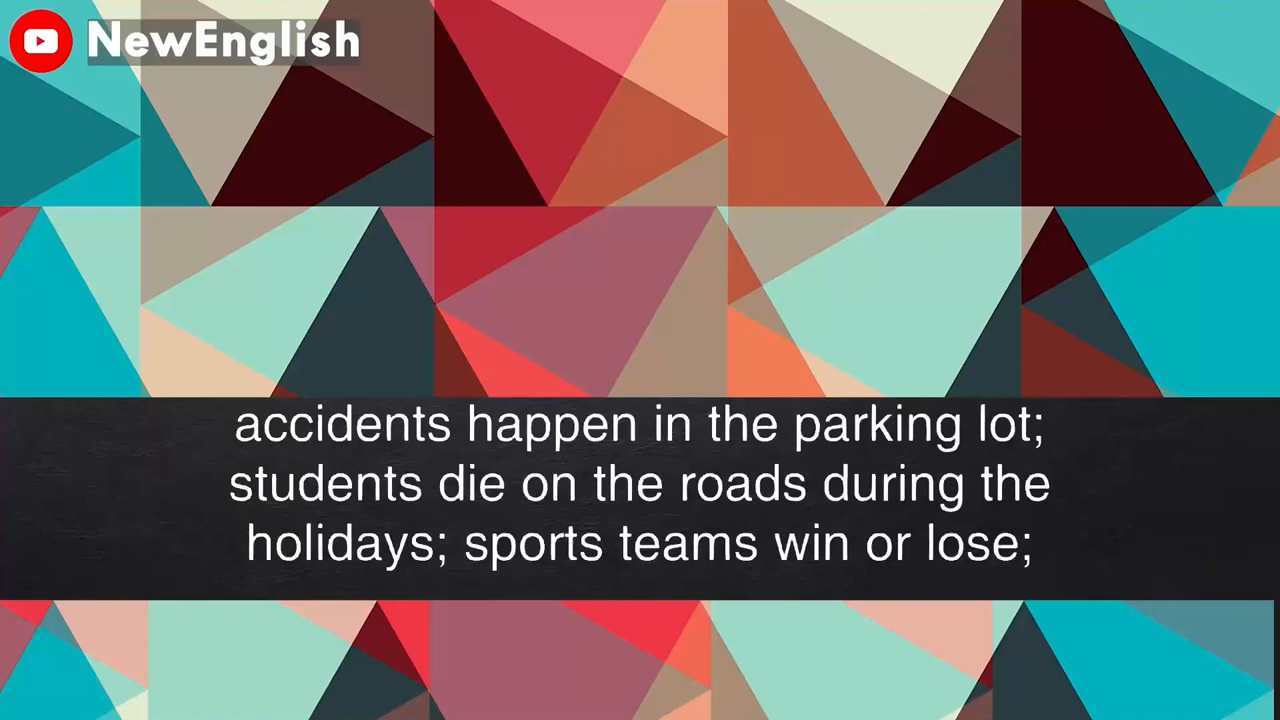 NewEnglish
accidents happen in the parking lot;
students die on the roads during the
holidays; sports teams win or lose;